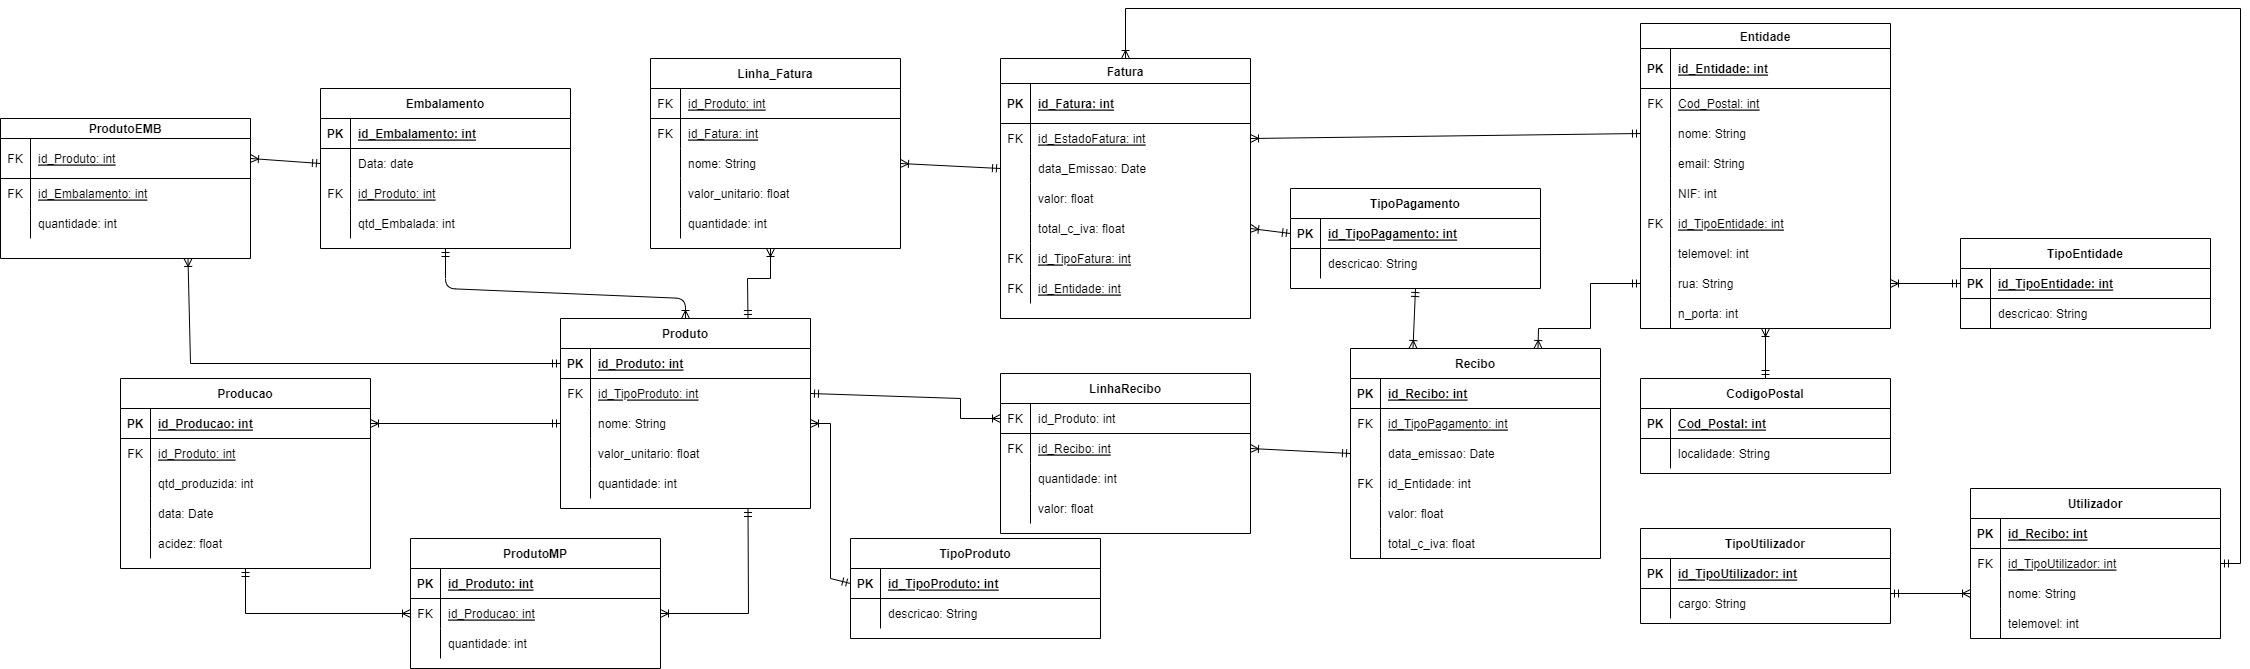 ProdutoEMB
FK id_Produto: int
FK id_Embalamento: int
quantidade: int
Embalamento
PK id_Embalamento: int
Data: date
FK id_Produto: int
qtd_Embalada: int
Linha_Fatura
FK id_Produto: int
FK id_Fatura: int
nome: String
valor_unitario: float
quantidade: int
Fatura
PK id_Fatura: int
FK id_EstadoFatura: int
data_Emissao: Date
valor: float
total_c_iva: float
FK id_TipoFatura: int
FK id_Entidade: int
TipoPagamento
PK id_TipoPagamento: int
descricao: String
Entidade
PK id_Entidade: int
FK Cod_Postal: int
nome: String
email: String
NIF: int
FK id_TipoEntidade: int
telemovel: int
rua: String
n_porta: int
TipoEntidade
PK id_TipoEntidade: int
descricao: String
Producao
PK id_Producao: int
FK id_Produto: int
qtd_produzida: int
data: Date
acidez: float
Produto
PK id_Produto: int
FK id_TipoProduto: int
nome: String
valor_unitario: float
quantidade: int
LinhaRecibo
FK id_Produto: int
FK id_Recibo: int
quantidade: int
valor: float
Recibo
PK id_Recibo: int
FK id_TipoPagamento: int
data_emissao: Date
FK id_Entidade: int
valor: float
total_c_iva: float
CodigoPostal
PK Cod_Postal: int
localidade: String
ProdutoMP
PK id_Produto: int
FK id_Producao: int
quantidade: int
TipoProduto
PK id_TipoProduto: int
descricao: String
TipoUtilizador
PK id_TipoUtilizador: int
cargo: String
Utilizador
PK id_Recibo: int
FK id_TipoUtilizador: int
nome: String
telemovel: int